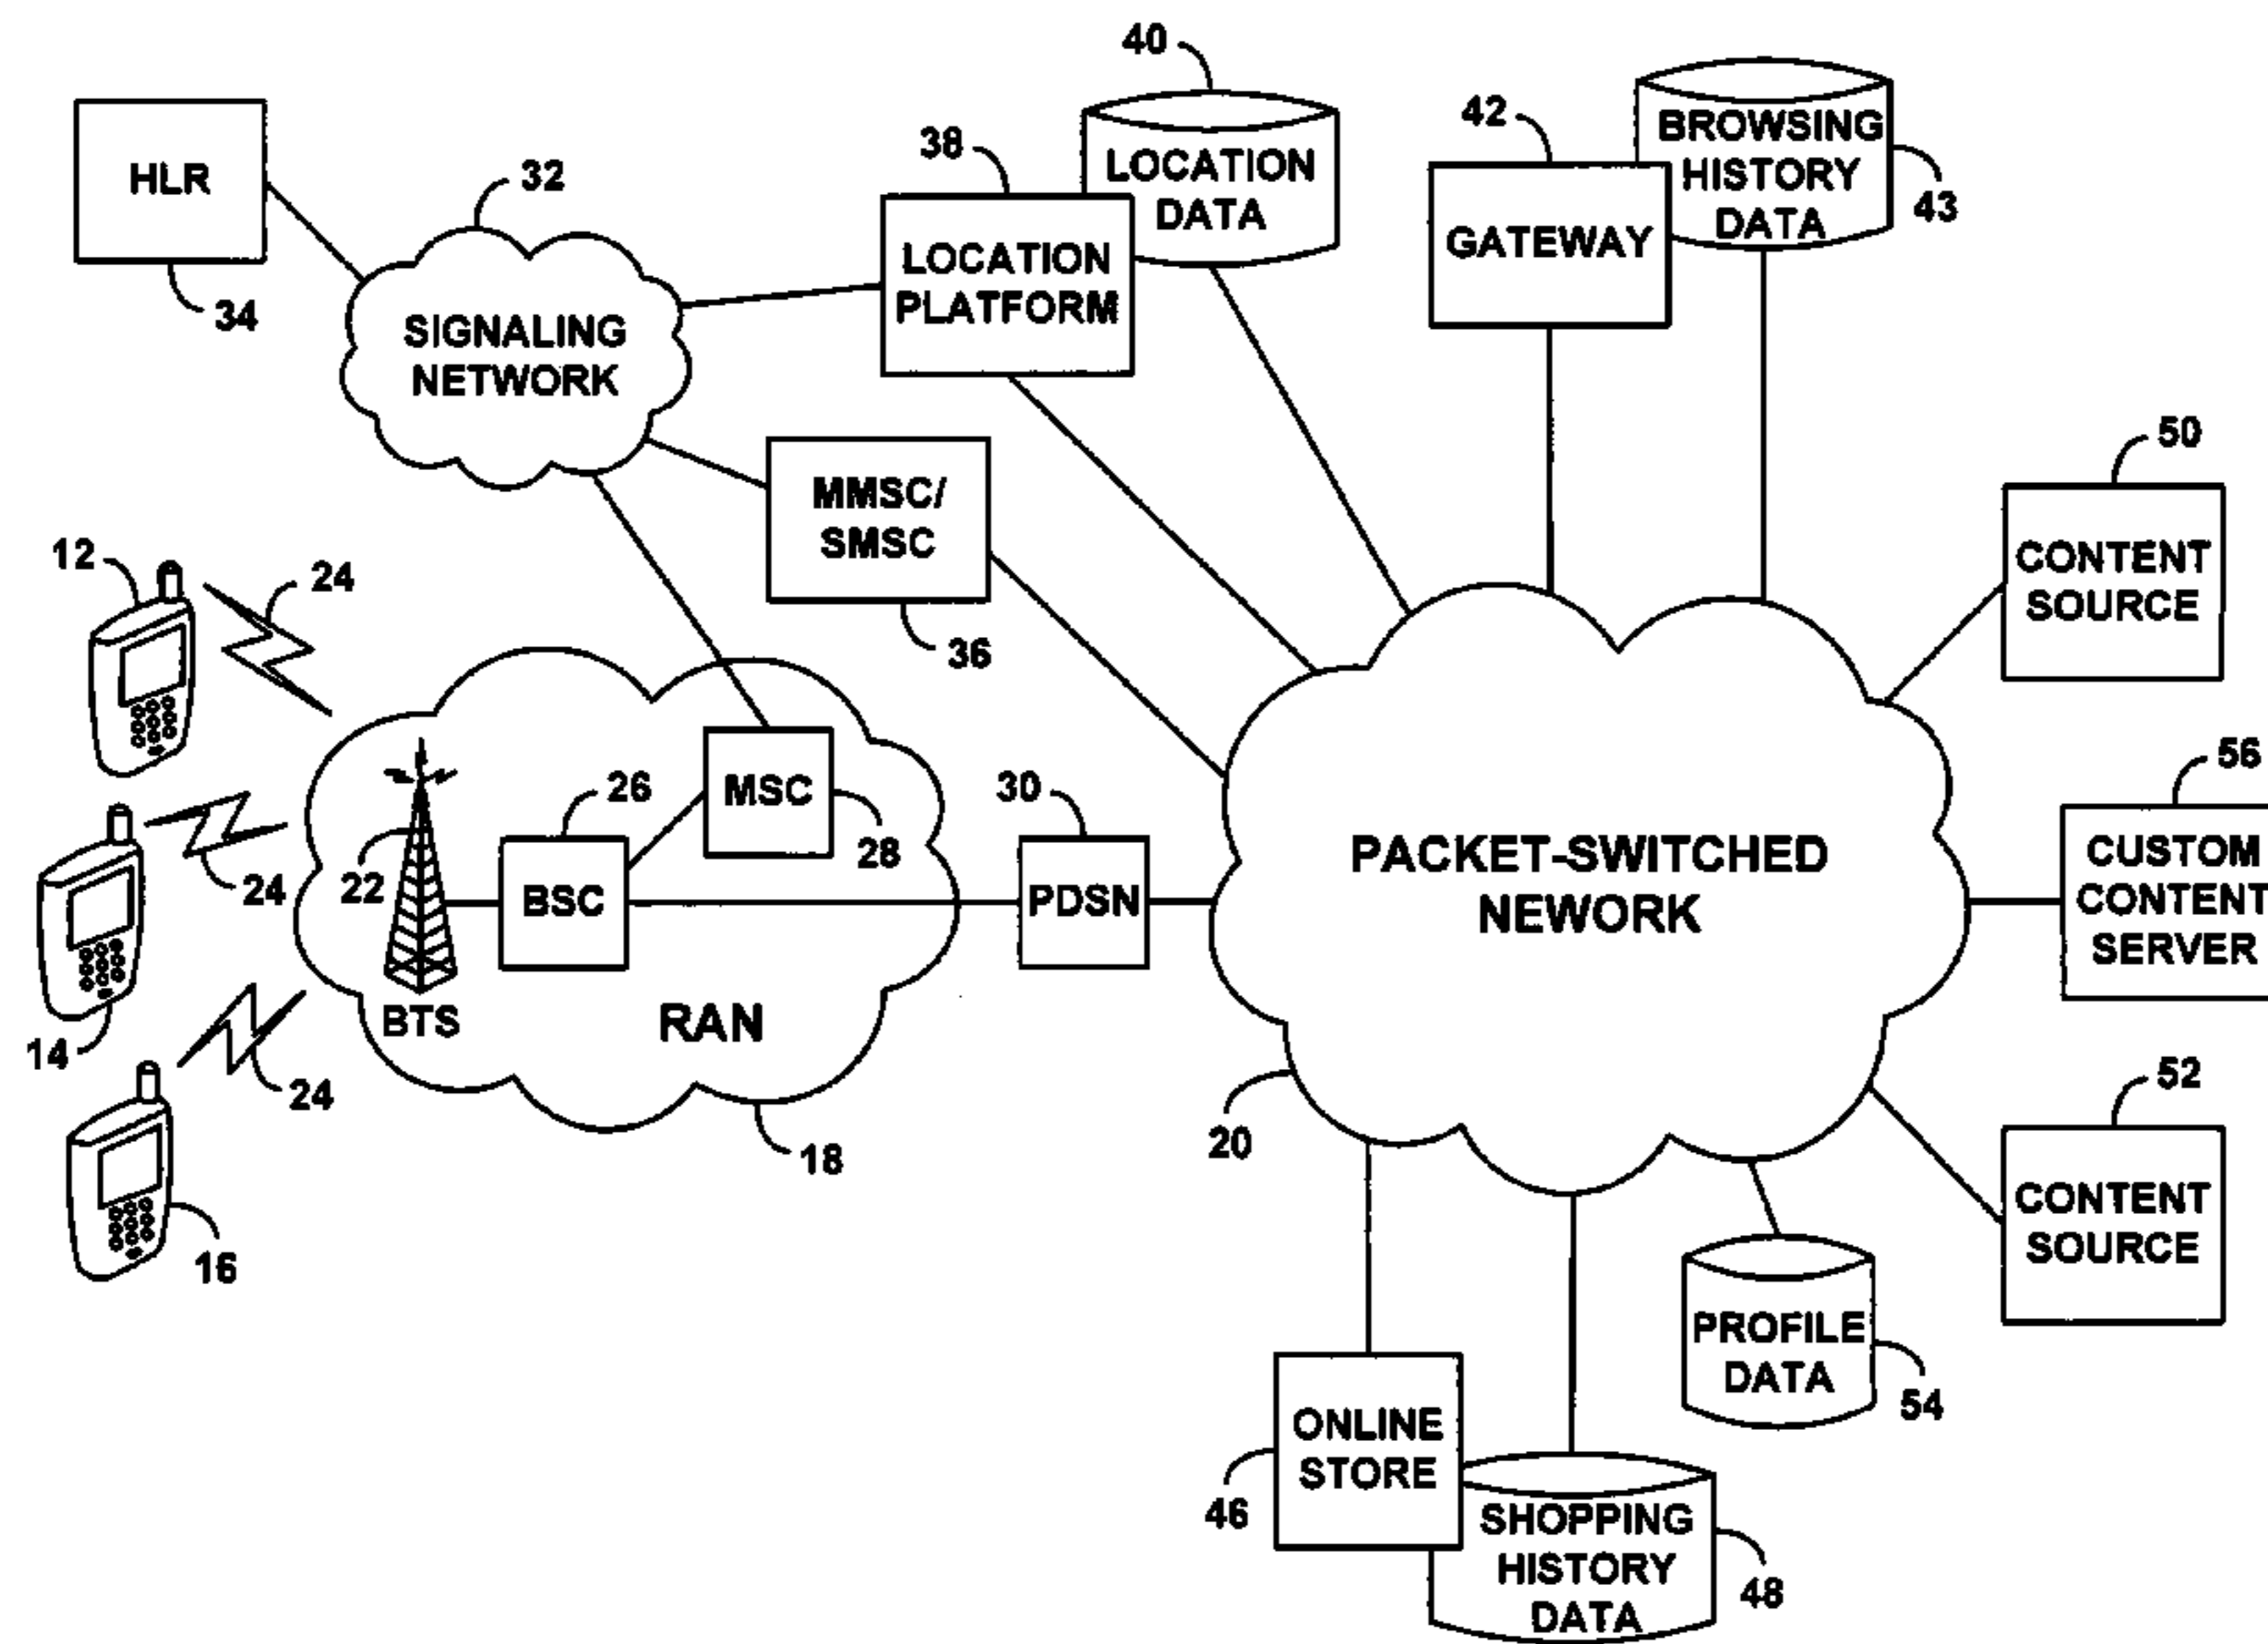 40
42
BROWSING
HISTORY
DATA
43
HLR
34
32
38
LOCATION
DATA
GATEWAY
LOCATION
PLATFORM
SIGNALING
NETWORK
50
CONTENT
SOURCE
MMSC/
SMSC
36
12
24
56
CUSTOM
CONTENT
SERVER
26
MSC
28
30
PACKET-SWITCHED
NEWORK
24
22
BSC
PDSN
14
BTS
RAN
24
18
20
52
CONTENT
SOURCE
16
PROFILE
DATA
54
ONLINE
STORE
46
SHOPPING
HISTORY
DATA
48